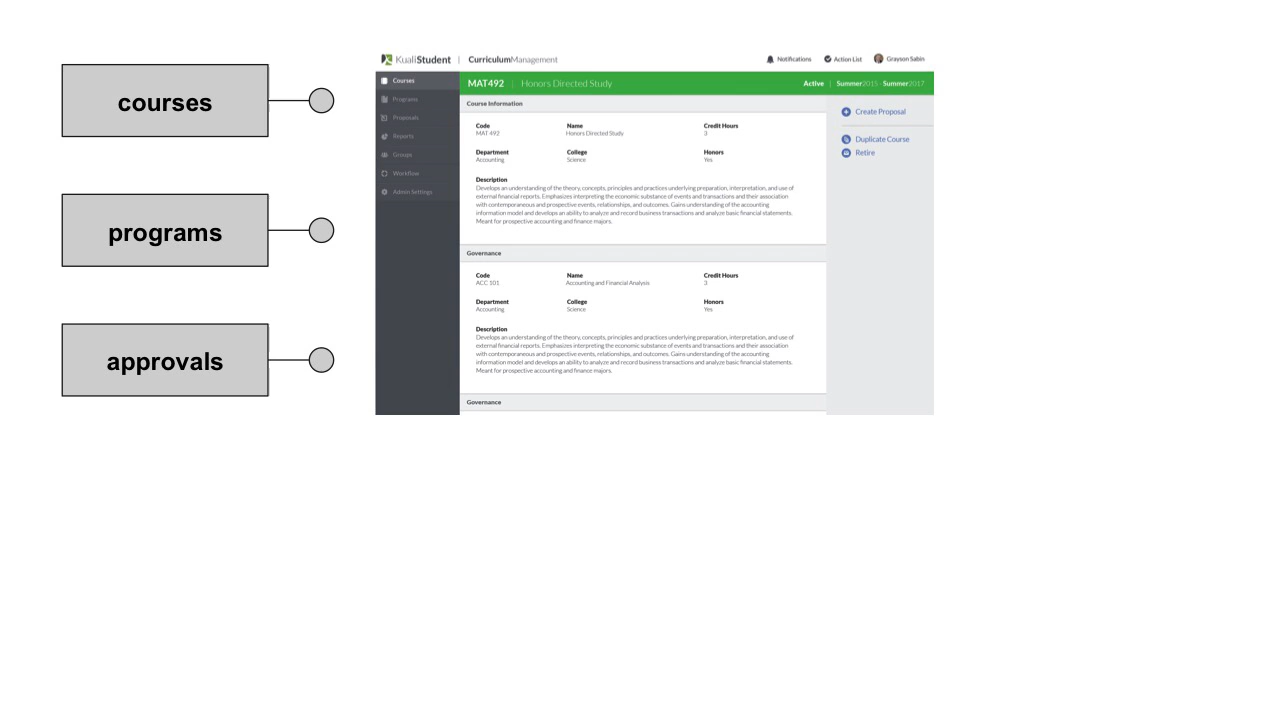 courses
programs
approvals
KualiStudent | CurriculumManagement
Notifications
Action List
Grayson Sabin
Courses
Programs
Proposals
Reports
Groups
Workflow
Admin Settings
MAT492 | Honors Directed Study
Active | Summer2015 - Summer2017
Course Information
Code Name Credit Hours
MAT 492 Honors Directed Study 3
Department College Honors
Accounting Science Yes
Description
Develops an understanding of the theory, concepts, principles and practices underlying preparation, interpretation, and use of
external financial reports. Emphasizes interpreting the economic substance of events and transactions and their association
with contemporaneous and prospective events, relationships, and outcomes. Gains understanding of the accounting
information model and develops an ability to analyze and record business transactions and analyze basic financial statements.
Meant for prospective accounting and finance majors.
Governance
Code Name Credit Hours
ACC 101 Accounting and Financial Analysis 3
Department College Honors
Accounting Science Yes
Description
Develops an understanding of the theory, concepts, principles and practices underlying preparation, interpretation, and use of
external financial reports. Emphasizes interpreting the economic substance of events and transactions and their association
with contemporaneous and prospective events, relationships, and outcomes. Gains understanding of the accounting
information model and develops an ability to analyze and record business transactions and analyze basic financial statements.
Meant for prospective accounting and finance majors.
Governance
Create Proposal
Duplicate Course
Retire